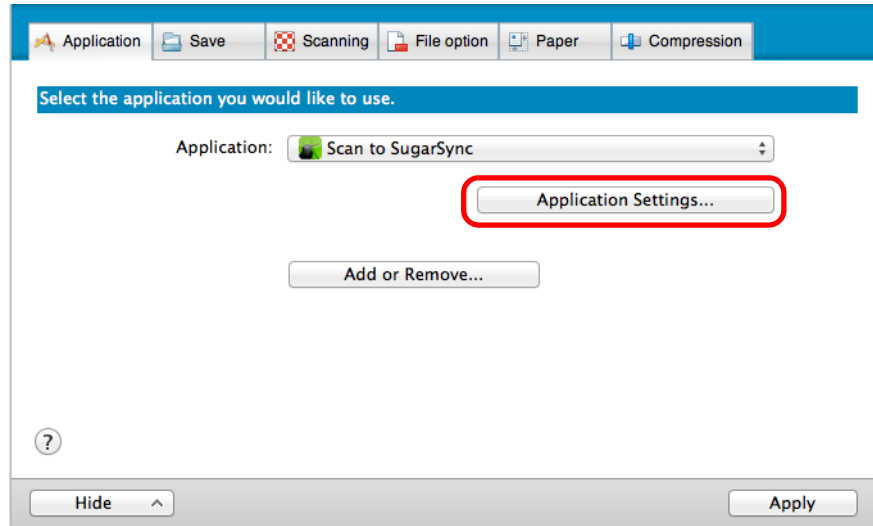 Application Save Scanning File option Paper Compression
Select the application you would like to use.
Application: Scan to SugarSync
Application Settings...
Add or Remove...
?
Hide Apply